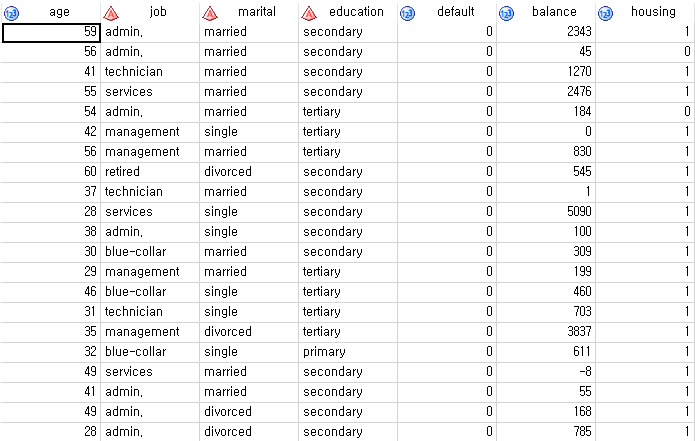 age job marital education default balance housing
59 admin. married secondary 0 2343 1
56 admin. married secondary 0 45 0
41 technician married secondary 0 1270 1
55 services married secondary 0 2476 1
54 admin. married tertiary 0 184 0
42 management single tertiary 0 0 1
56 management married tertiary 0 830 1
60 retired divorced secondary 0 545 1
37 technician married secondary 0 1 1
28 services single secondary 0 5090 1
38 admin. single secondary 0 100 1
30 blue-collar married secondary 0 309 1
29 management married tertiary 0 199 1
46 blue-collar single tertiary 0 460 1
31 technician single tertiary 0 703 1
35 management divorced tertiary 0 3837 1
32 blue-collar single primary 0 611 1
49 services married secondary 0 -8 1
41 admin. married secondary 0 55 1
49 admin. divorced secondary 0 168 1
28 admin. divorced secondary 0 785 1